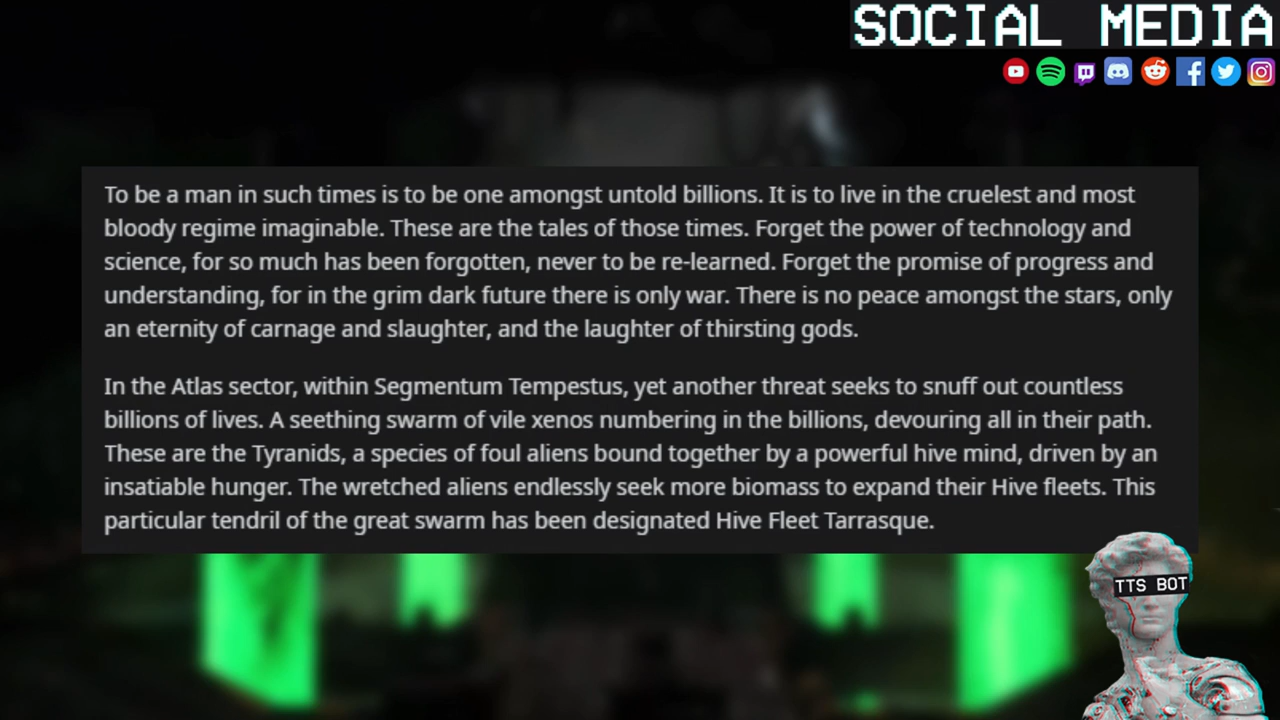 SOCIAL MEDIA
To be a man in such times is to be one amongst untold billions. It is to live in the cruelest and most
bloody regime imaginable. These are the tales of those times. Forget the power of technology and
science, for so much has been forgotten, never to be re-learned. Forget the promise of progress and
understanding, for in the grim dark future there is only war. There is no peace amongst the stars, only
an eternity of carnage and slaughter, and the laughter of thirsting gods.
In the Atlas sector, within Segmentum Tempestus, yet another threat seeks to snuff out countless
billions of lives. A seething swarm of vile xenos numbering in the billions, devouring all in their path.
These are the Tyranids, a species of foul aliens bound together by a powerful hive mind, driven by an
insatiable hunger. The wretched aliens endlessly seek more biomass to expand their Hive fleets. This
particular tendril of the great swarm has been designated Hive Fleet Tarrasque.
TTS BOT